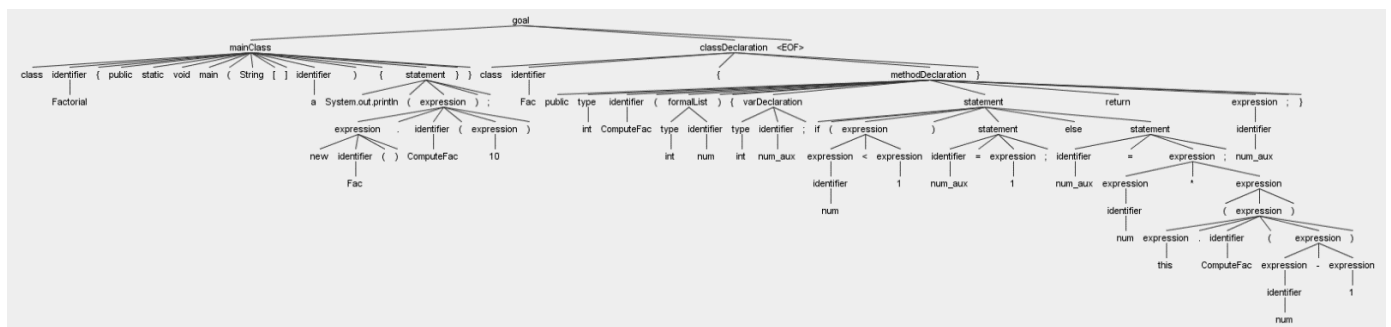 goal
mainClass classDeclaration <EOF>
class identifier { public static void main ( String [ ] identifier ) { statement } } class identifier { methodDeclaration }
Factorial a System.out.println ( expression ) ; Fac public type identifier ( formalList ) { varDeclaration statement return expression ; }
expression . identifier ( expression ) int ComputeFac type identifier type identifier ; if ( expression ) statement else statement identifier
new identifier ( ) ComputeFac 10 int num int num_aux expression < expression identifier = expression ; identifier = expression ; num_aux
Fac identifier 1 num_aux 1 num_aux expression * expression
num identifier ( expression )
num expression . identifier ( expression )
this ComputeFac expression - expression
identifier 1
num